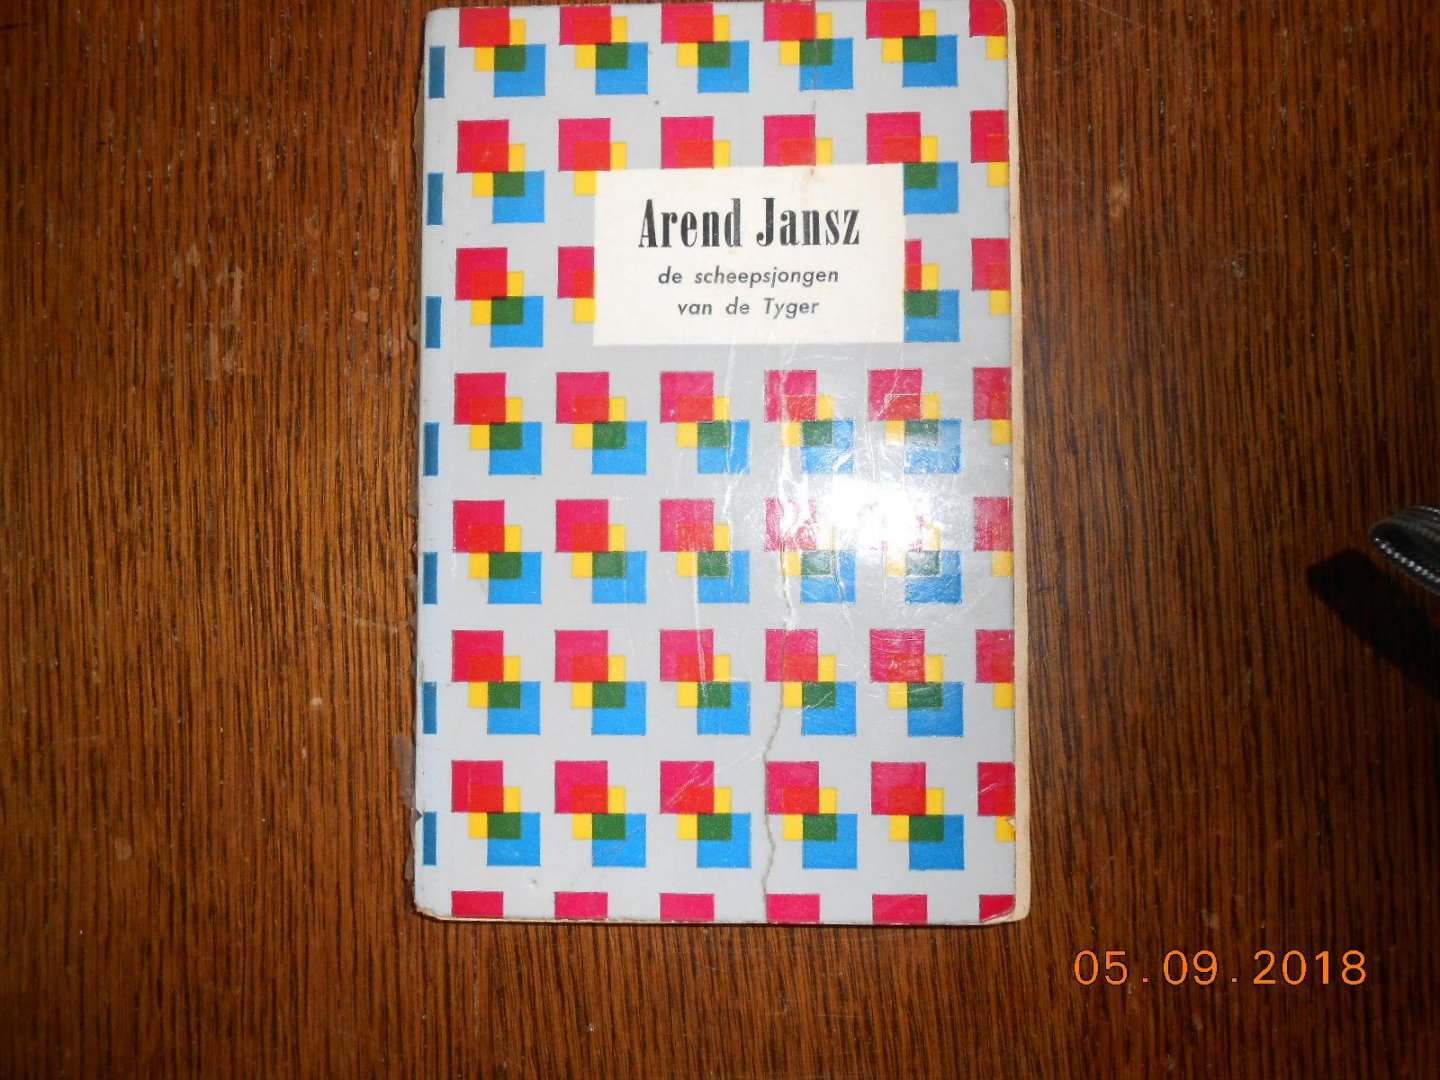 Arend Jansz
de scheepsjongen
van de Tyger
05.09.2018